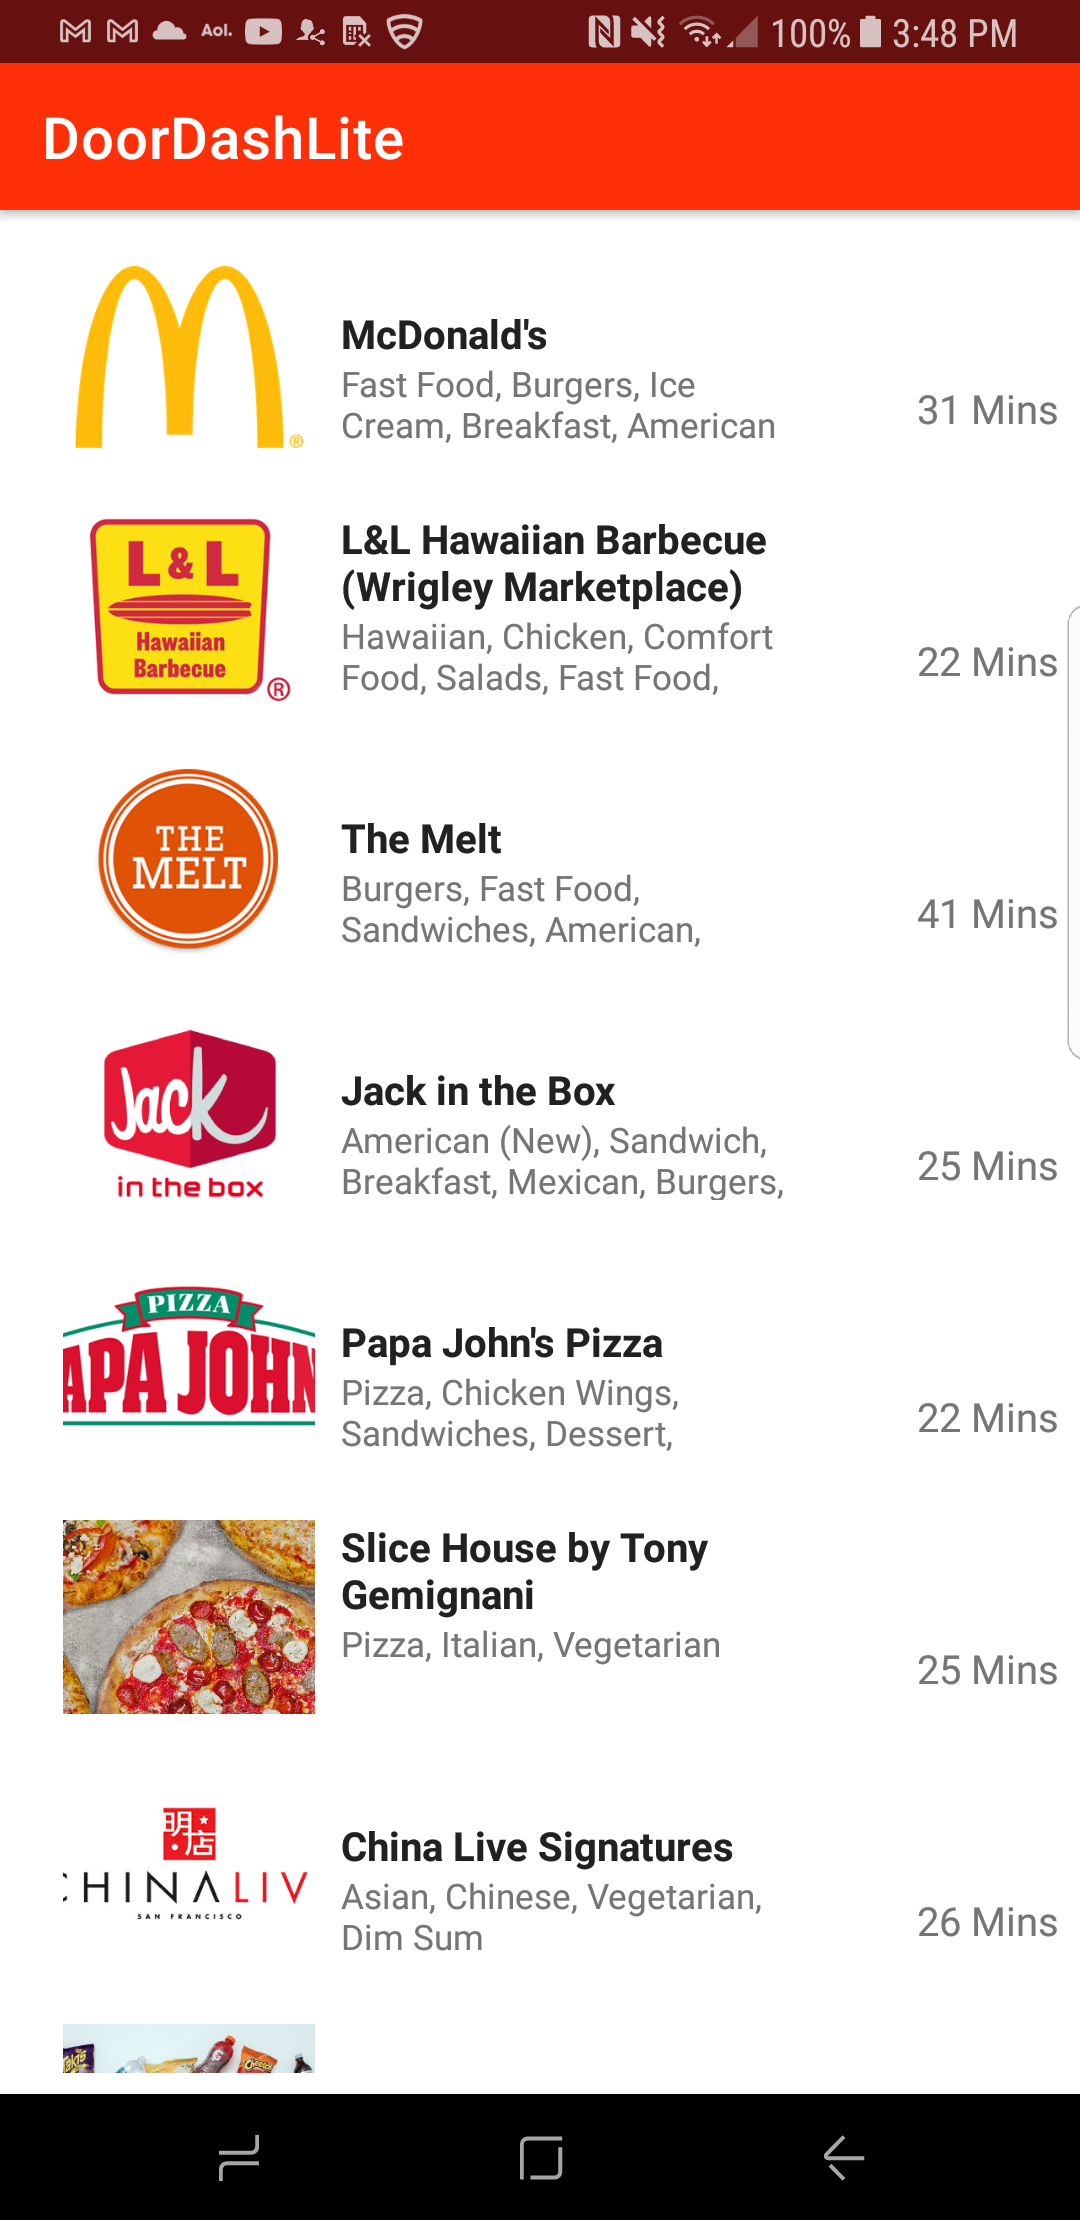 Aol.
100% 3:48 PM
DoorDashLite
McDonald's
Fast Food, Burgers, Ice
Cream, Breakfast, American
31 Mins
®
L&L
Hawaiian
Barbecue
®
L&L Hawaiian Barbecue
(Wrigley Marketplace)
Hawaiian, Chicken, Comfort
Food, Salads, Fast Food,
22 Mins
THE
MELT
The Melt
Burgers, Fast Food,
Sandwiches, American,
41 Mins
Jack
in the box
Jack in the Box
American (New), Sandwich,
Breakfast, Mexican, Burgers,
25 Mins
PIZZA
APA JOHN
Papa John's Pizza
Pizza, Chicken Wings,
Sandwiches, Dessert,
22 Mins
Slice House by Tony
Gemignani
Pizza, Italian, Vegetarian
25 Mins
明
店
CHINALIV
SAN FRANCISCO
China Live Signatures
Asian, Chinese, Vegetarian,
Dim Sum
26 Mins
Takis
Cheetos